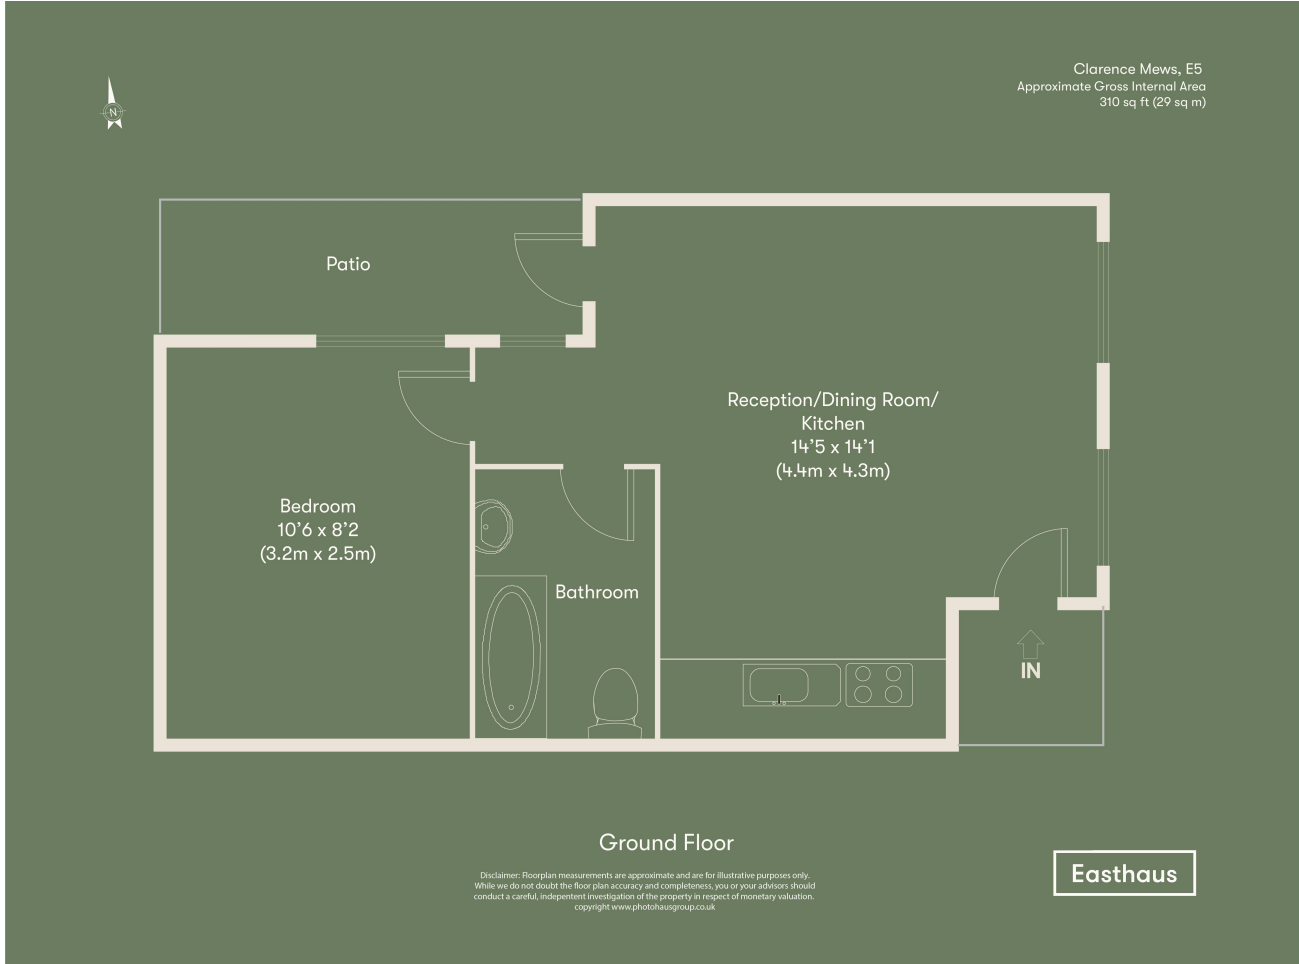 N
Clarence Mews, E5
Approximate Gross Internal Area
310 sq ft (29 sq m)
Patio
Reception/Dining Room/
Kitchen
14'5 x 14'1
(4.4m x 4.3m)
Bedroom
10'6 x 8'2
(3.2m x 2.5m)
Bathroom
IN
Ground Floor
Disclaimer: Floorplan measurements are approximate and are for illustrative purposes only.
While we do not doubt the floor plan accuracy and completeness, you or your advisors should
conduct a careful, indepentent investigation of the property in respect of monetary valuation.
copyright www.photohausgroup.co.uk
Easthaus